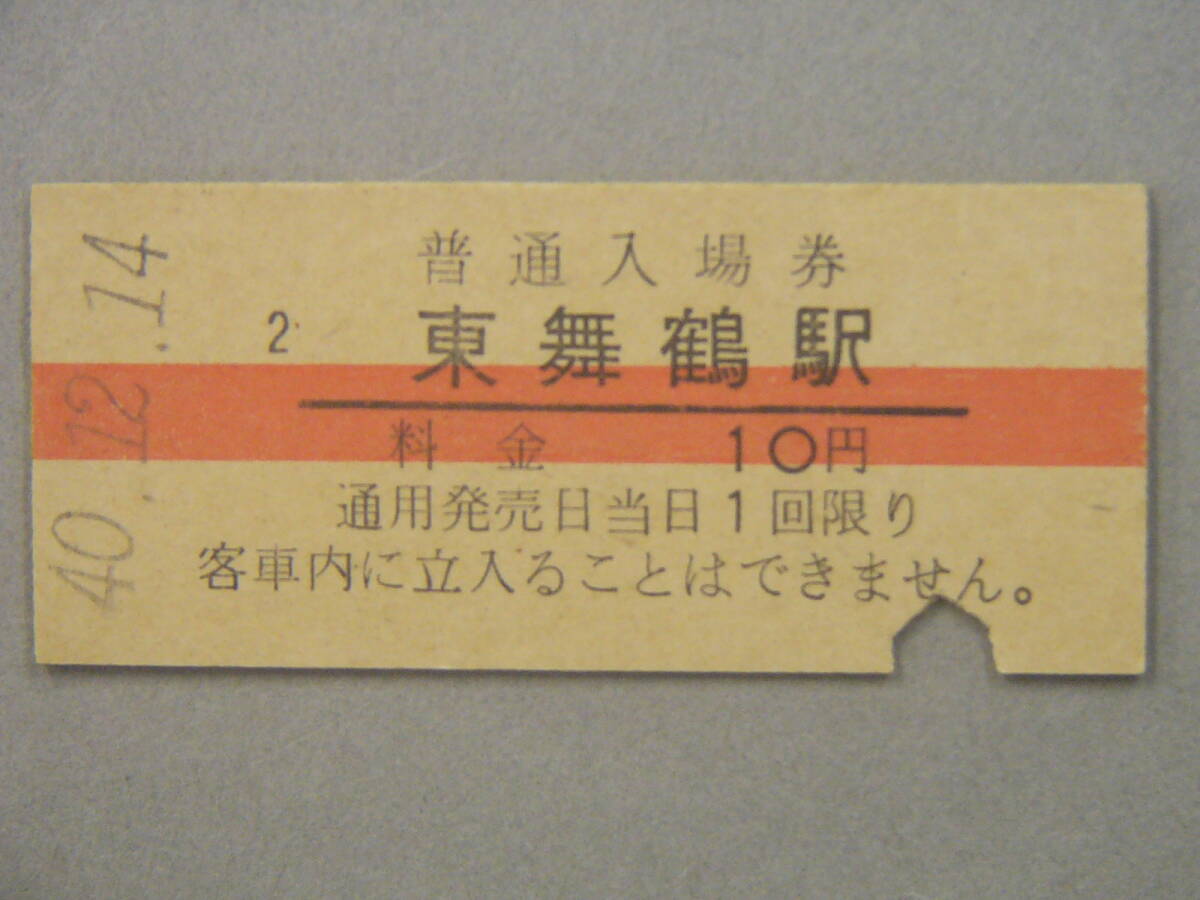 普通入場券
2 東舞鶴駅
料金 10円
通用発売日当日1回限り
客車内に立入ることはできません。
40.12.14